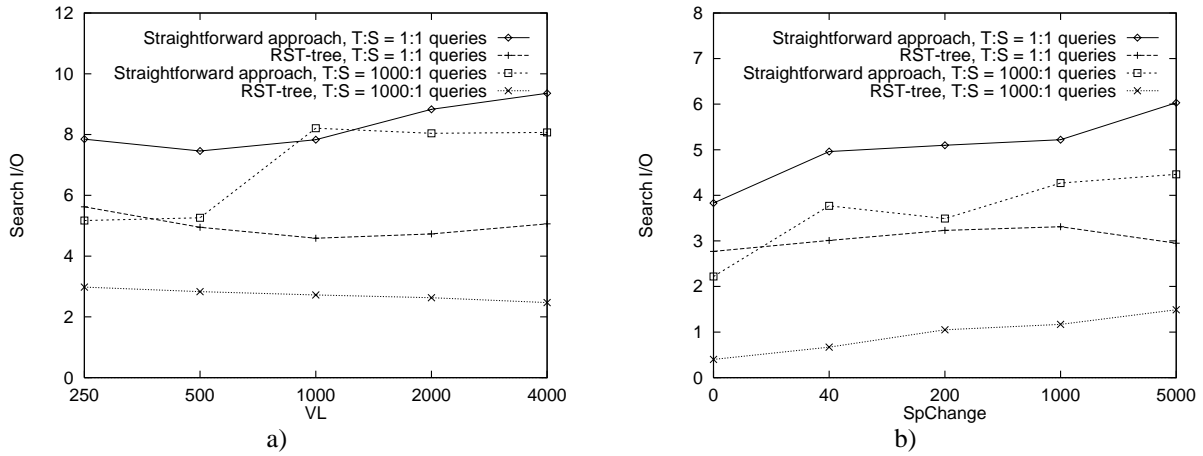 12
10
8
6
4
2
0
Search I/O
Straightforward approach, T:S = 1:1 queries
RST-tree, T:S = 1:1 queries
Straightforward approach, T:S = 1000:1 queries
RST-tree, T:S = 1000:1 queries
250 500 1000 2000 4000
VL
a)
8
7
6
5
4
3
2
1
0
Search I/O
Straightforward approach, T:S = 1:1 queries
RST-tree, T:S = 1:1 queries
Straightforward approach, T:S = 1000:1 queries
RST-tree, T:S = 1000:1 queries
0 40 200 1000 5000
SpChange
b)